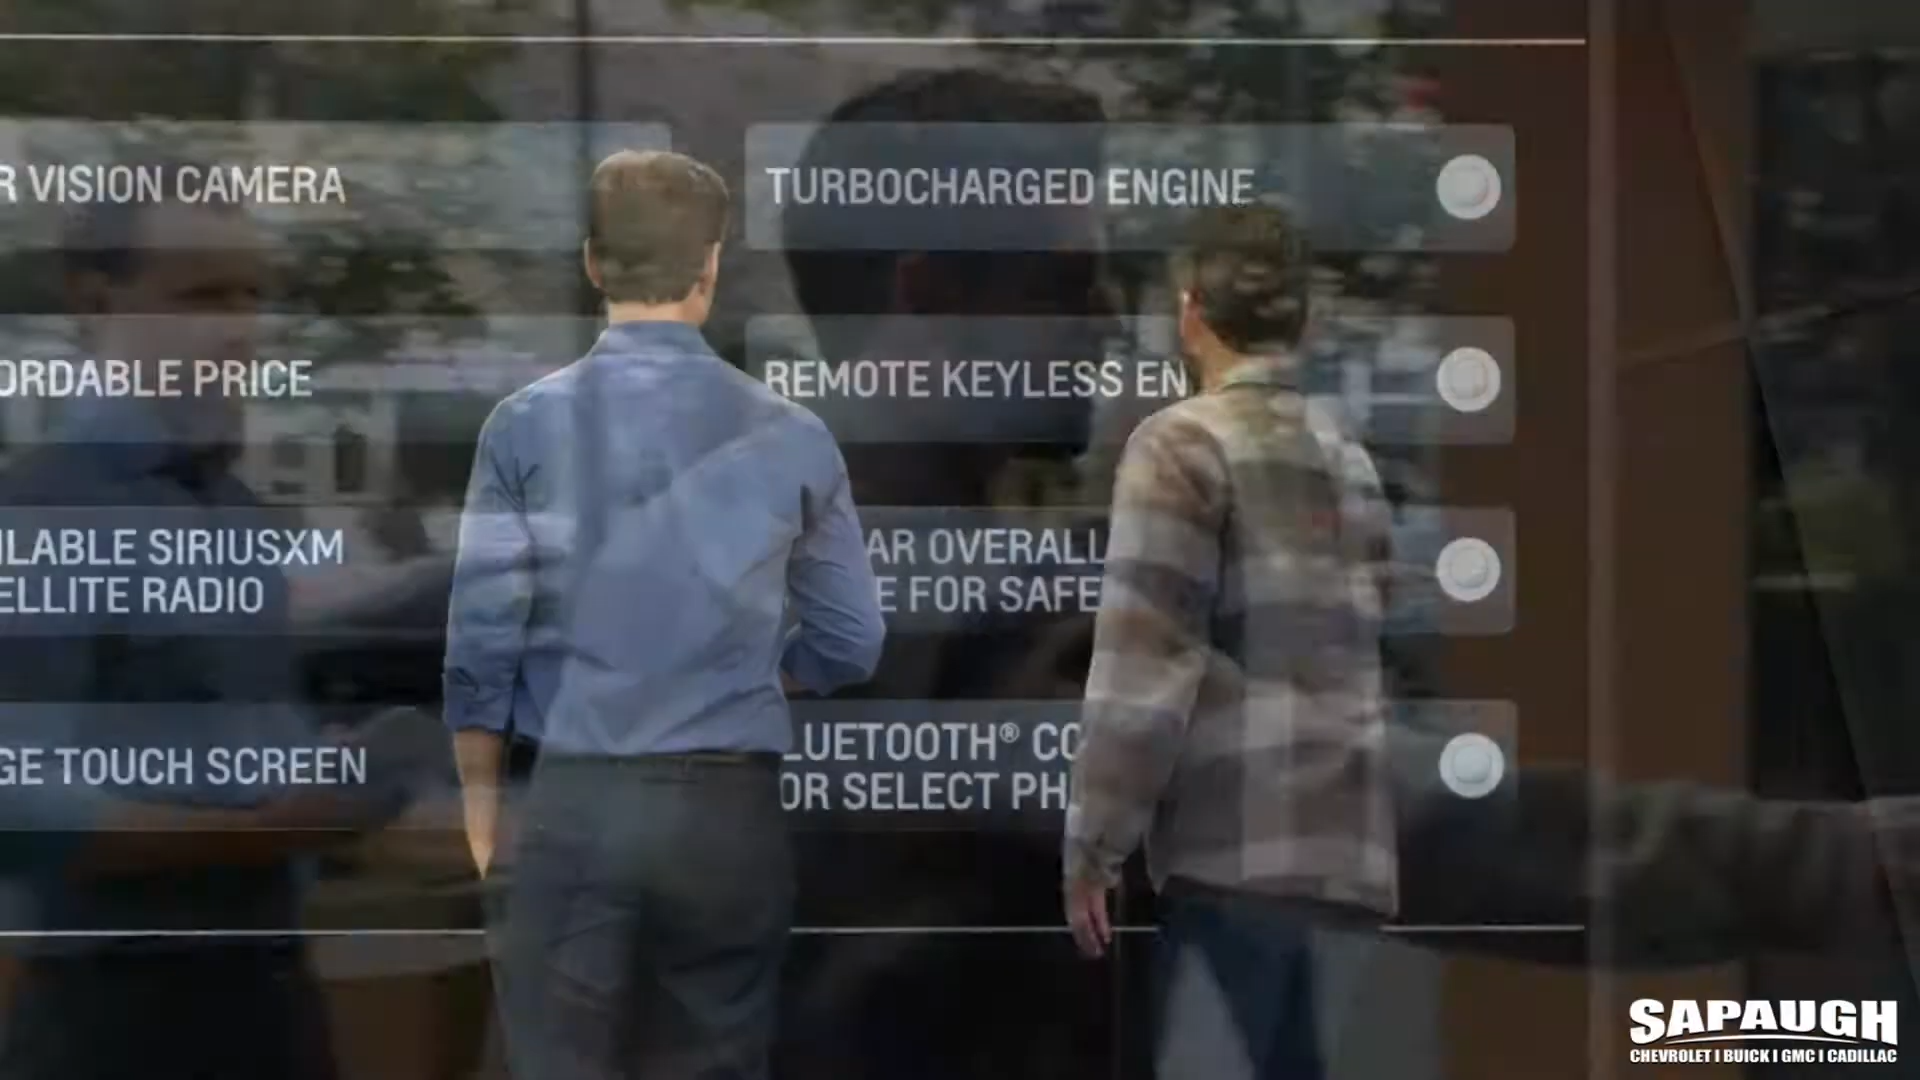 R VISION CAMERA
TURBOCHARGED ENGINE
ORDABLE PRICE
REMOTE KEYLESS EN
ILABLE SIRIUSXM
ELLITE RADIO
AR OVERALL
E FOR SAFE
GE TOUCH SCREEN
LUETOOTH® CO
OR SELECT PH
SAPAUGH
CHEVROLET | BUICK | GMC | CADILLAC